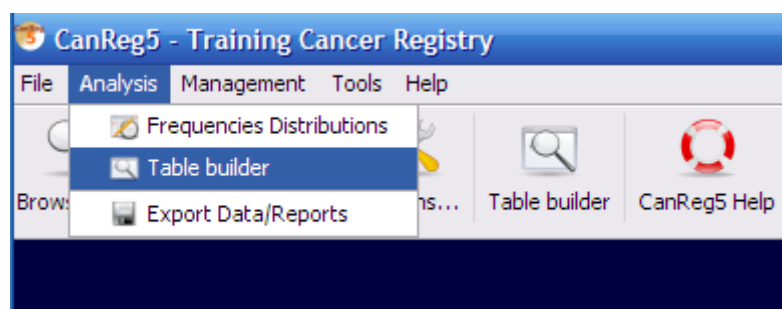 CanReg5 - Training Cancer Registry
File Analysis Management Tools Help
Frequencies Distributions
Table builder
Export Data/Reports
Table builder CanReg5 Help